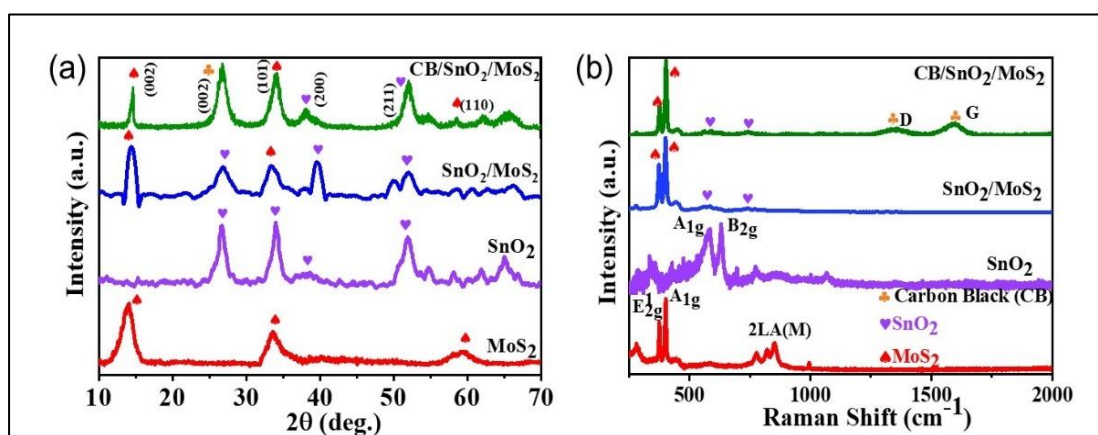 (a)
(002)
(002)
(101)
(200)
(211)
(110)
CB/SnO₂/MoS₂
SnO₂/MoS₂
SnO₂
MoS₂
Intensity (a.u.)
10 20 30 40 50 60 70
2θ (deg.)
(b)
CB/SnO₂/MoS₂
D
G
SnO₂/MoS₂
A1g
B2g
SnO₂
E¹2g
A1g
2LA(M)
Carbon Black (CB)
SnO₂
MoS₂
Intensity (a.u.)
500 1000 1500 2000
Raman Shift (cm⁻¹)